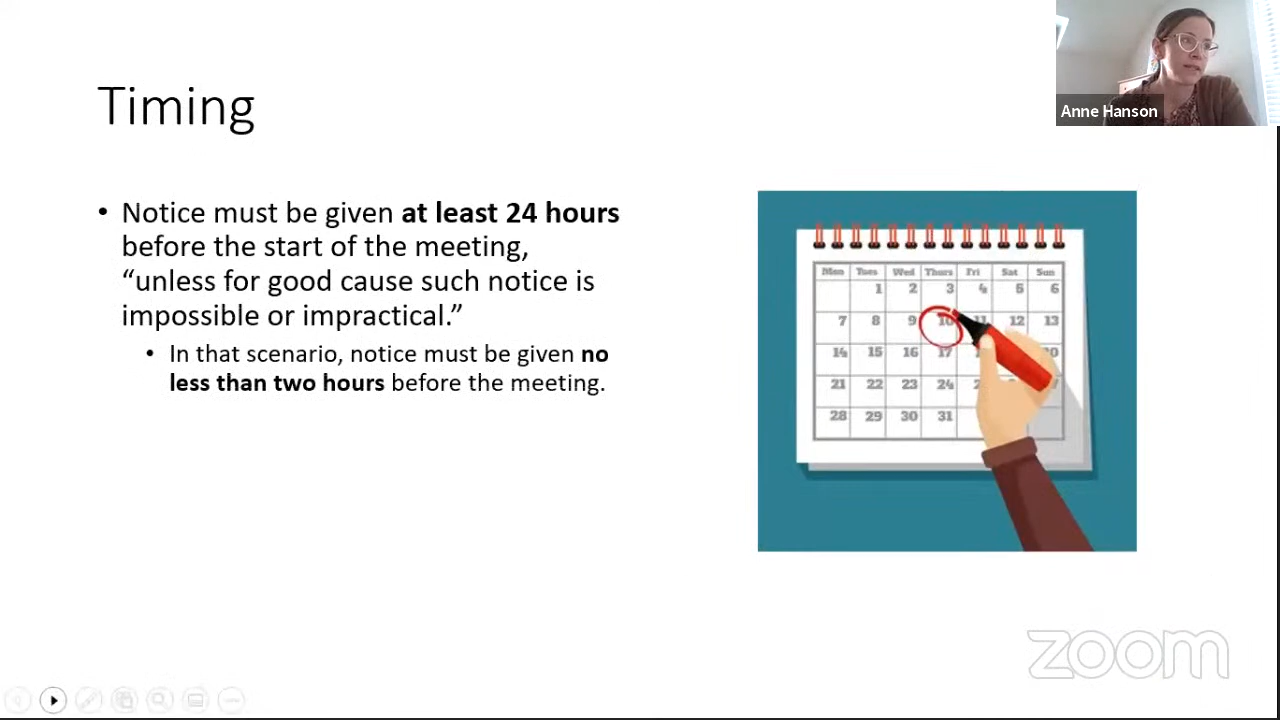 Anne Hanson
Timing
• Notice must be given at least 24 hours
before the start of the meeting,
“unless for good cause such notice is
impossible or impractical.”
• In that scenario, notice must be given no
less than two hours before the meeting.
Mon Tues Wed Thurs Fri Sat Sun
1 2 3 4 5 6
7 8 9 10 11 12 13
14 15 16 17
21 22 23 24
28 29 30 31
zoom